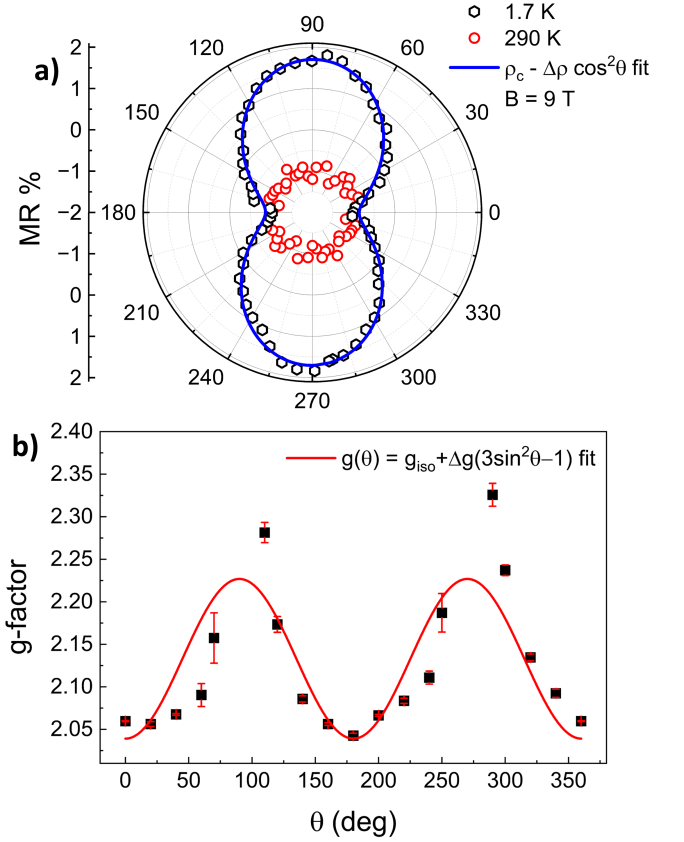 a)
1.7 K
290 K
ρc - Δρ cos²θ fit
B = 9 T
MR %
2
1
0
−1
−2
−1
0
1
2
90
60
30
0
330
300
270
240
210
180
150
120
b)
g(θ) = giso+Δg(3sin²θ−1) fit
g-factor
2.40
2.35
2.30
2.25
2.20
2.15
2.10
2.05
0 50 100 150 200 250 300 350
θ (deg)